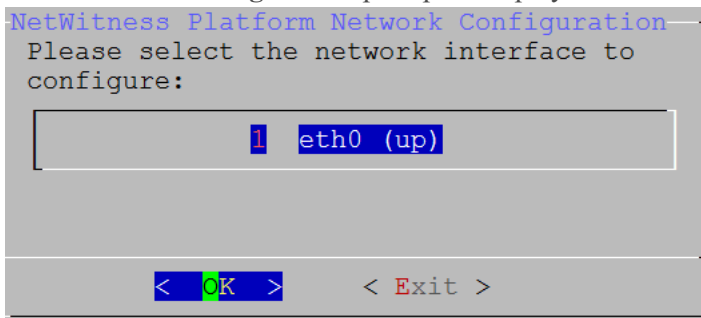 NetWitness Platform Network Configuration
Please select the network interface to
configure:
1 eth0 (up)
< OK > < Exit >